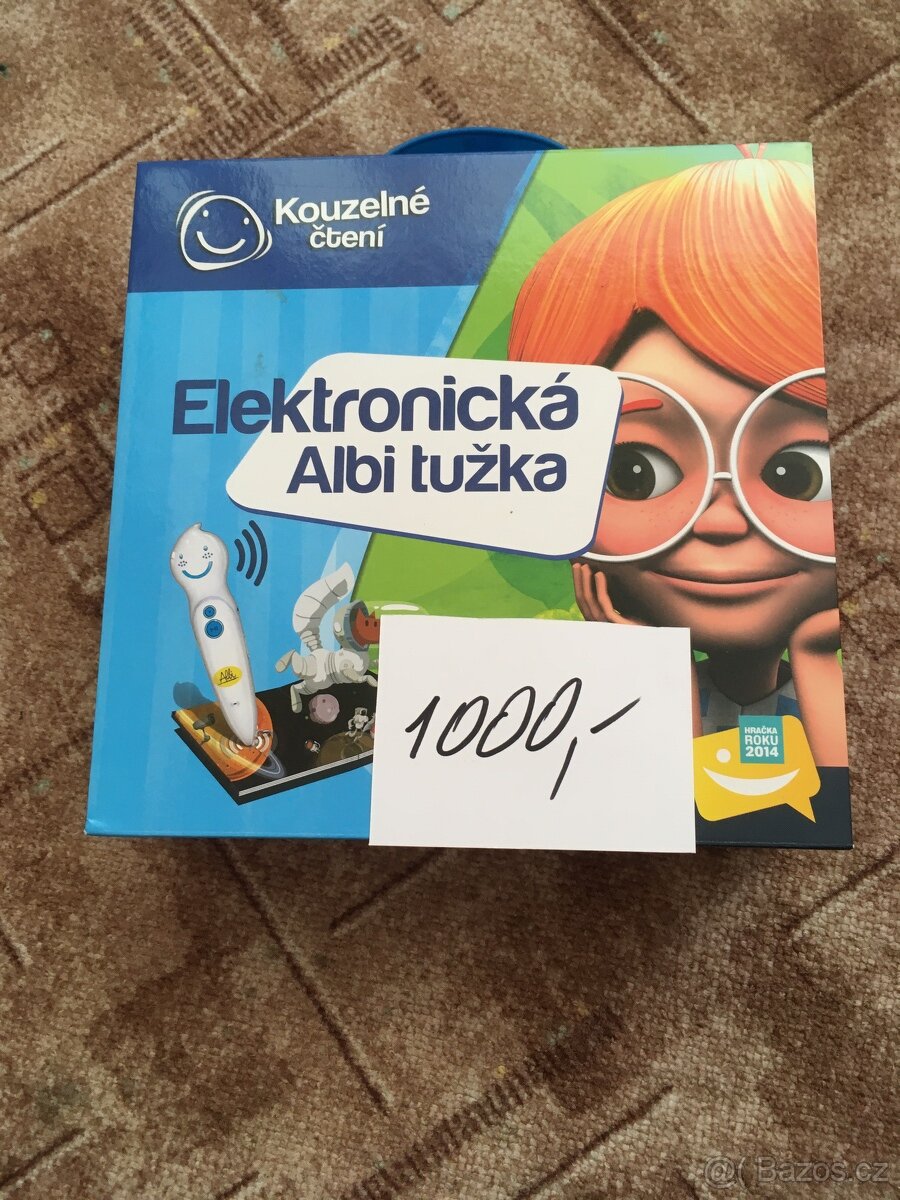 Kouzelné
čtení
Elektronická
Albi tužka
Albi
1000,-
HRAČKA
ROKU
2014
@( Bazos.cz